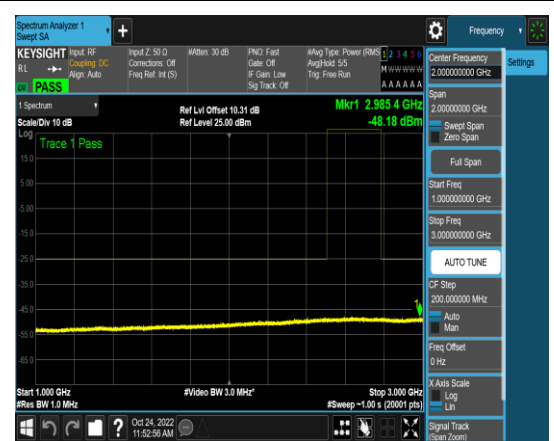 Spectrum Analyzer 1
Swept SA
+
Frequency
KEYSIGHT
RL
Align: Auto
LVI PASS
Input: RF
Coupling: DC
Input Z: 50 Ω
Corrections: Off
Freq Ref: Int (S)
#Atten: 30 dB
PNO: Fast
Gate: Off
IF Gain: Low
Sig Track: Off
#Avg Type: Power (RMS
Avg|Hold: 5/5
Trig: Free Run
1 2 3 4 5 6
M W W W W W
A A A A A A
Center Frequency
2.000000000 GHz
Settings
Span
2.00000000 GHz
Swept Span
Zero Span
Full Span
Start Freq
1.000000000 GHz
Stop Freq
3.000000000 GHz
AUTO TUNE
CF Step
200.000000 MHz
Auto
Man
Freq Offset
0 Hz
X Axis Scale
Log
Lin
Signal Track
(Span Zoom)
1 Spectrum
Scale/Div 10 dB
Ref Lvl Offset 10.31 dB
Ref Level 25.00 dBm
Mkr1 2.985 4 GHz
-48.18 dBm
Log
Trace 1 Pass
15.0
5.00
-5.00
-15.0
-25.0
-35.0
-45.0
-55.0
-65.0
1
Start 1.000 GHz
#Res BW 1.0 MHz
#Video BW 3.0 MHz*
Stop 3.000 GHz
#Sweep ~1.00 s (20001 pts)
?
Oct 24, 2022
11:52:56 AM